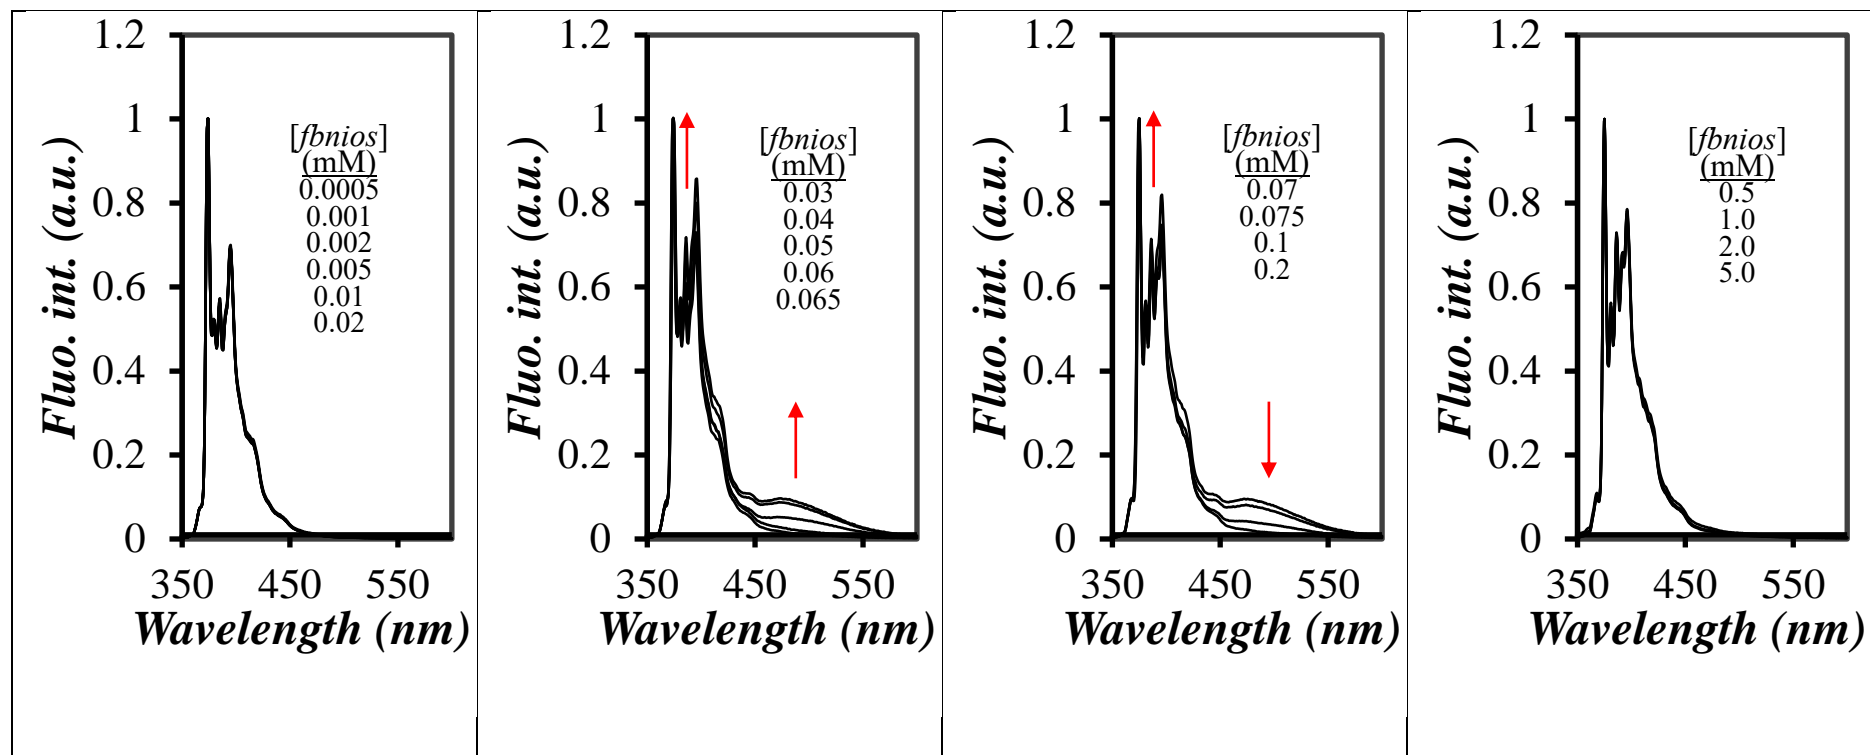 1.2
1
0.8
0.6
0.4
0.2
0
Fluo. int. (a.u.)
[fbnios]
(mM)
0.0005
0.001
0.002
0.005
0.01
0.02
350 450 550
Wavelength (nm)
1.2
1
0.8
0.6
0.4
0.2
0
Fluo. int. (a.u.)
[fbnios]
(mM)
0.03
0.04
0.05
0.06
0.065
350 450 550
Wavelength (nm)
1.2
1
0.8
0.6
0.4
0.2
0
Fluo. int. (a.u.)
[fbnios]
(mM)
0.07
0.075
0.1
0.2
350 450 550
Wavelength (nm)
1.2
1
0.8
0.6
0.4
0.2
0
Fluo. int. (a.u.)
[fbnios]
(mM)
0.5
1.0
2.0
5.0
350 450 550
Wavelength (nm)